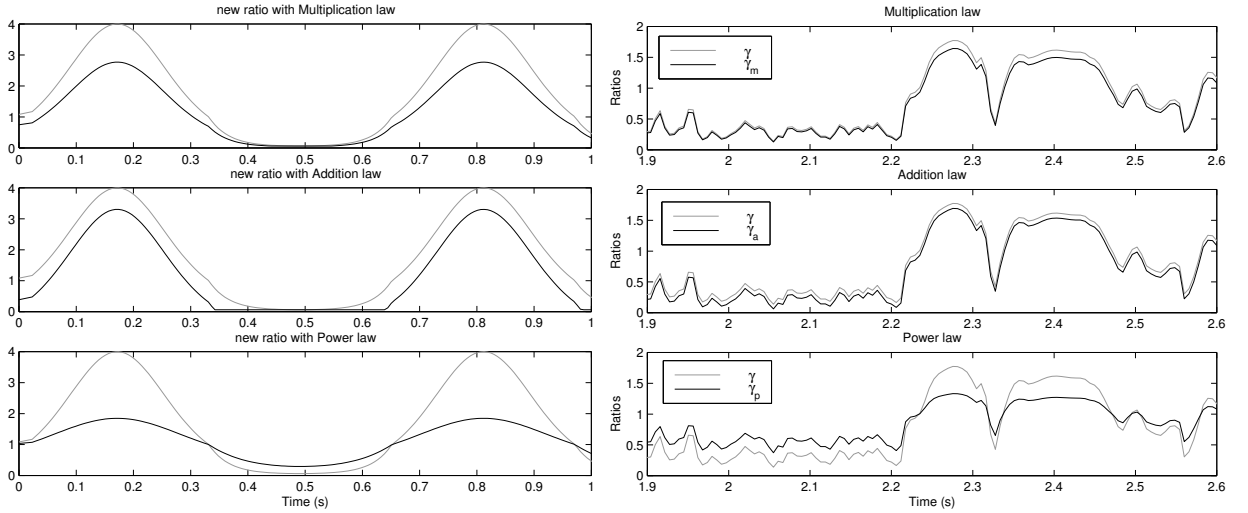 new ratio with Multiplication law
4
3
2
1
0
0 0.1 0.2 0.3 0.4 0.5 0.6 0.7 0.8 0.9 1
new ratio with Addition law
4
3
2
1
0
0 0.1 0.2 0.3 0.4 0.5 0.6 0.7 0.8 0.9 1
new ratio with Power law
4
3
2
1
0
0 0.1 0.2 0.3 0.4 0.5 0.6 0.7 0.8 0.9 1
Time (s)
Multiplication law
2
1.5
1
0.5
0
Ratios
γ
γm
1.9 2 2.1 2.2 2.3 2.4 2.5 2.6
Addition law
2
1.5
1
0.5
0
Ratios
γ
γa
1.9 2 2.1 2.2 2.3 2.4 2.5 2.6
Power law
2
1.5
1
0.5
0
Ratios
γ
γp
1.9 2 2.1 2.2 2.3 2.4 2.5 2.6
Time (s)